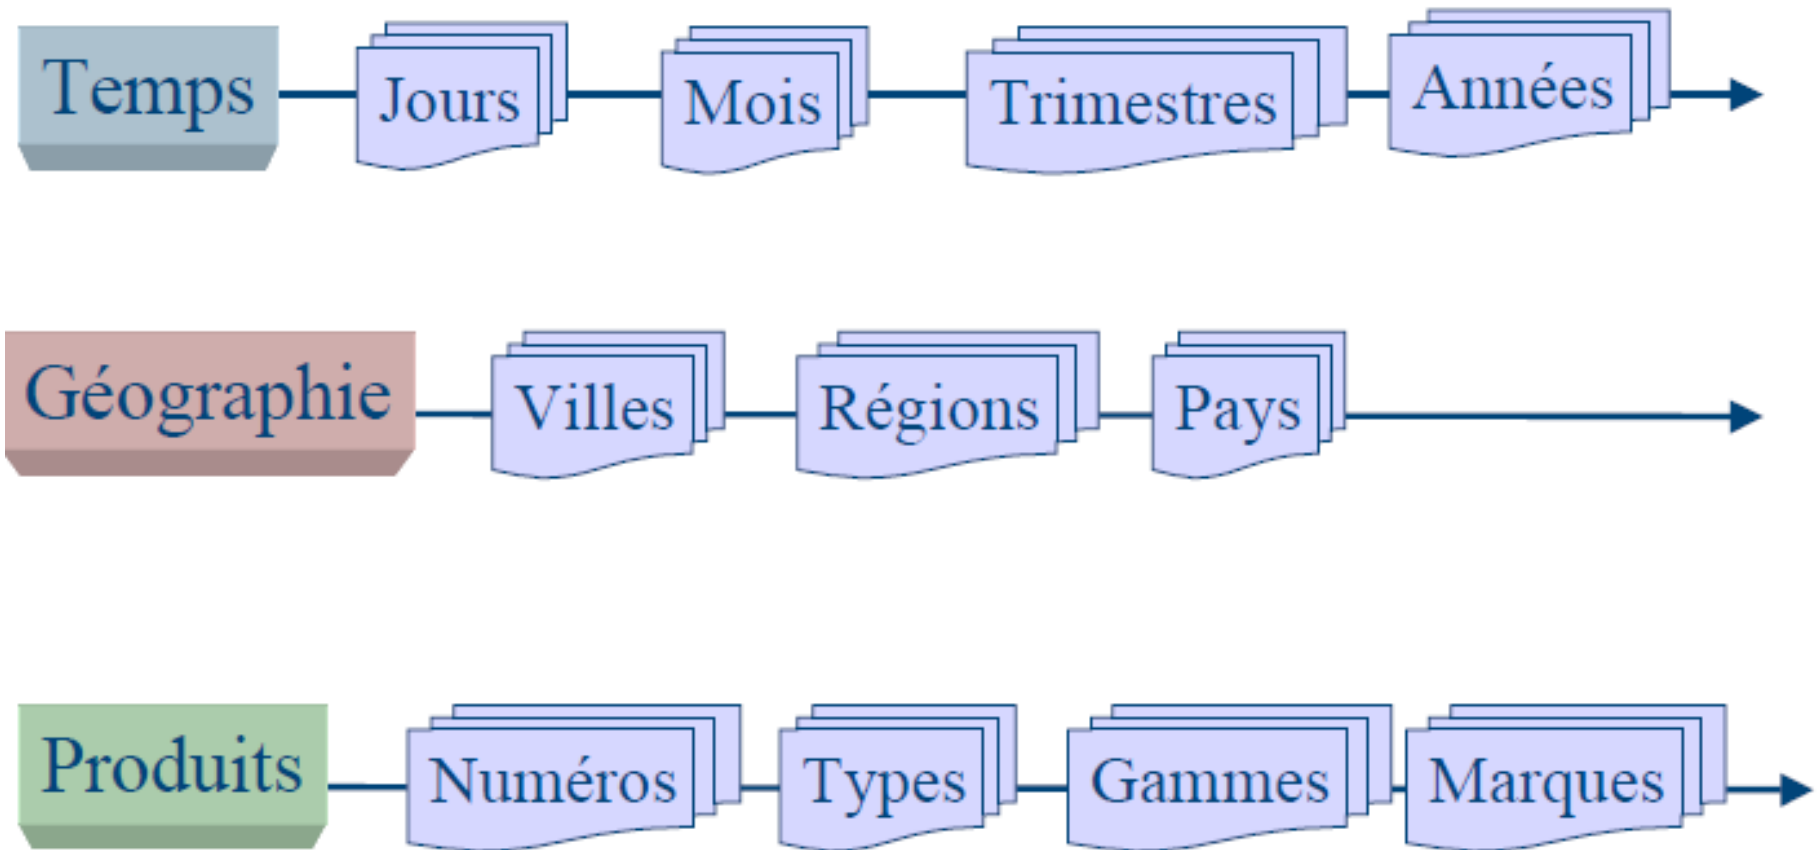 Temps Jours Mois Trimestres Années
Géographie Villes Régions Pays
Produits Numéros Types Gammes Marques